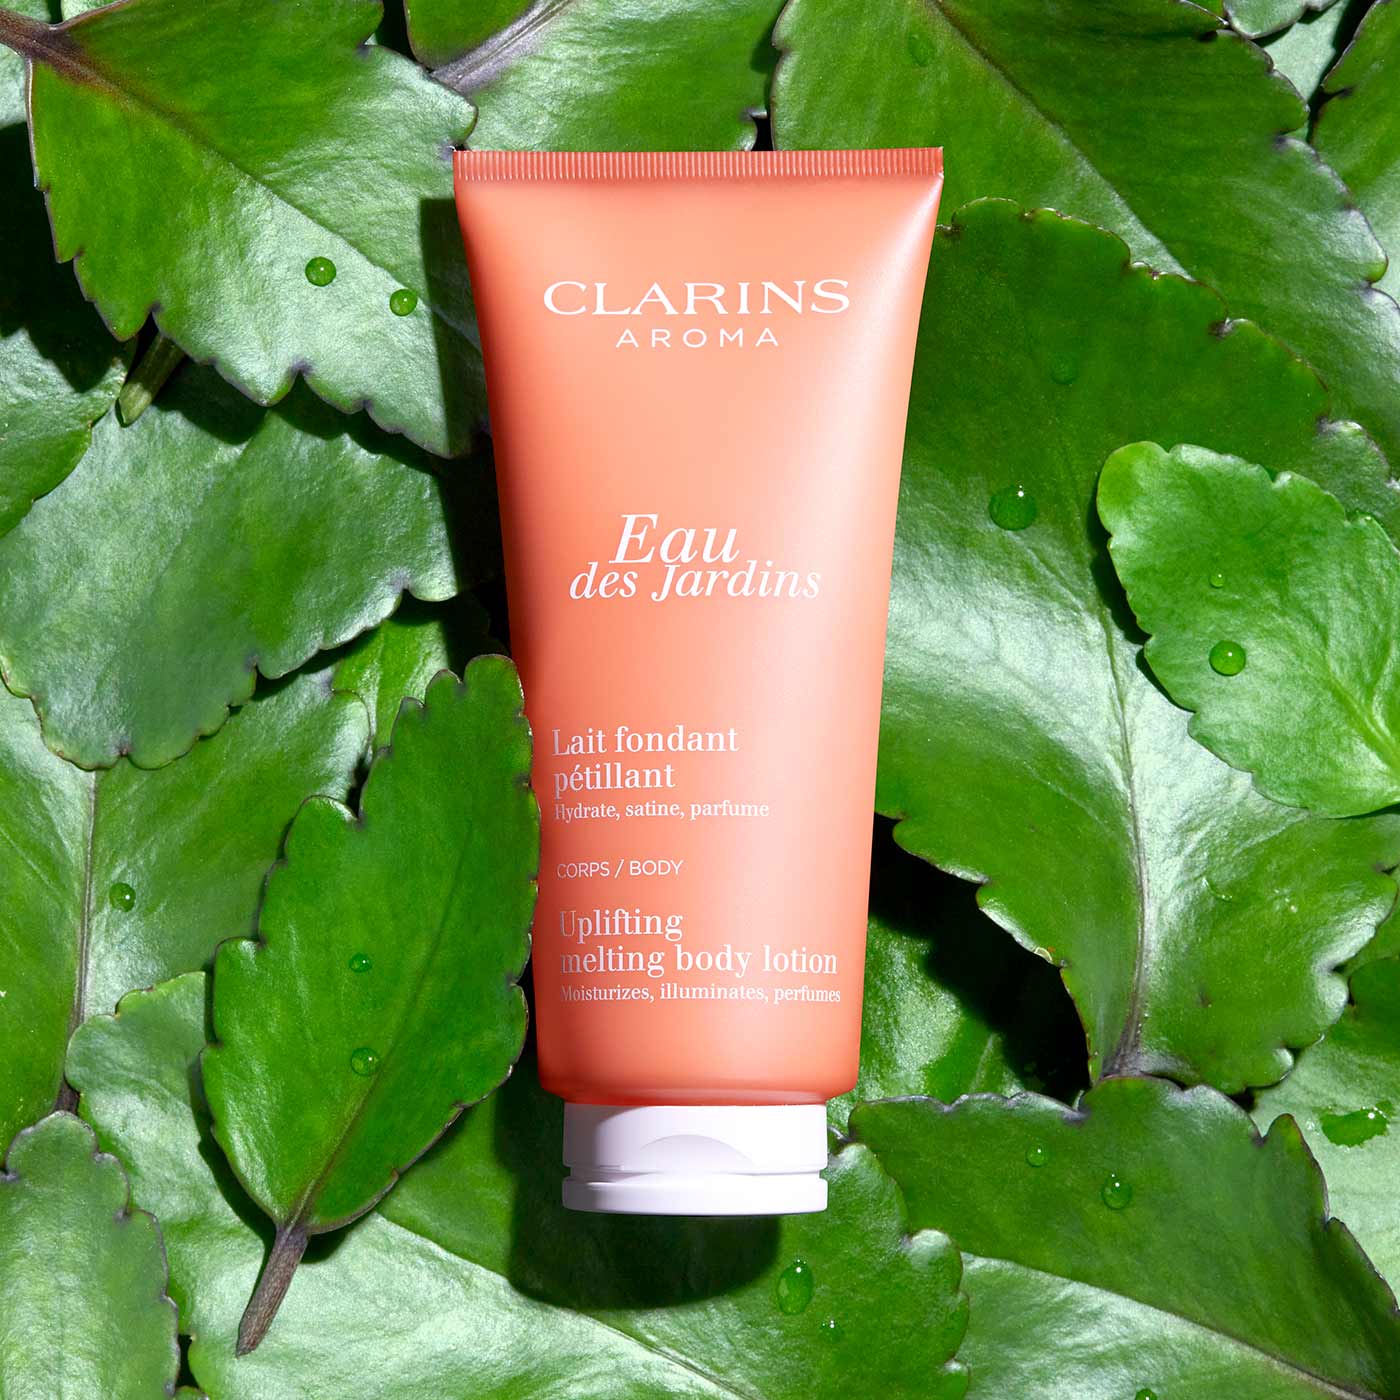 CLARINS
AROMA
Eau
des Jardins
Lait fondant
pétillant
Hydrate, satine, parfume
CORPS / BODY
Uplifting
melting body lotion
Moisturizes, illuminates, perfumes